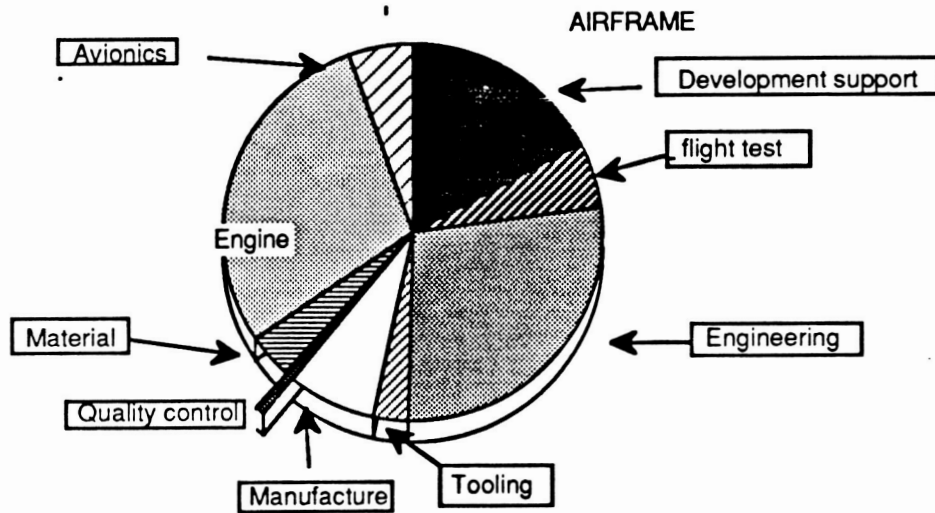 AIRFRAME
Avionics
Development support
flight test
Engine
Material
Engineering
Quality control
Tooling
Manufacture